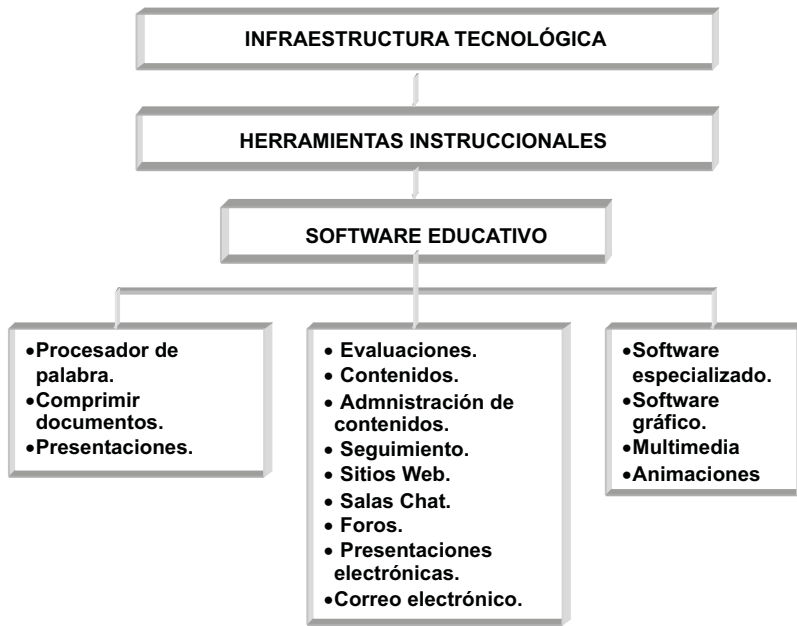 INFRAESTRUCTURA TECNOLÓGICA
HERRAMIENTAS INSTRUCCIONALES
SOFTWARE EDUCATIVO
•Procesador de
palabra.
•Comprimir
documentos.
•Presentaciones.
• Evaluaciones.
• Contenidos.
• Admnistración de
contenidos.
• Seguimiento.
• Sitios Web.
• Salas Chat.
• Foros.
• Presentaciones
electrónicas.
•Correo electrónico.
•Software
especializado.
•Software
gráfico.
•Multimedia
•Animaciones